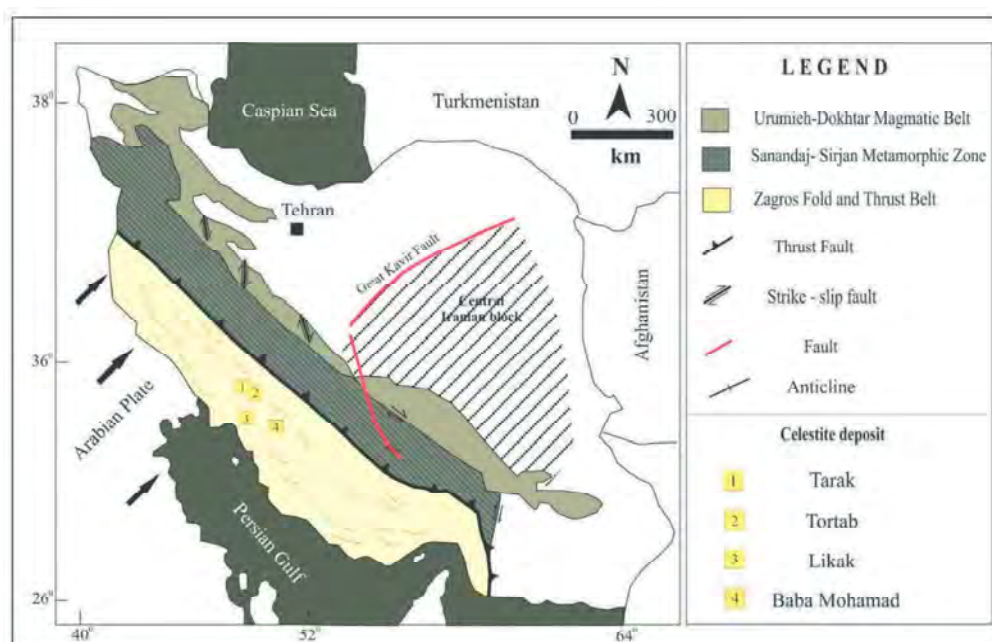 38°
36°
26°
40°
52°
64°
Caspian Sea
Turkmenistan
N
0 300
km
Tehran
Great Kavir Fault
Central
Iranian block
Afghanistan
Arabian Plate
Persian Gulf
1
2
3
4
LEGEND
Urumieh-Dokhtar Magmatic Belt
Sanandaj- Sirjan Metamorphic Zone
Zagros Fold and Thrust Belt
Thrust Fault
Strike - slip fault
Fault
Anticline
Celestite deposit
1 Tarak
2 Tortab
3 Likak
4 Baba Mohamad